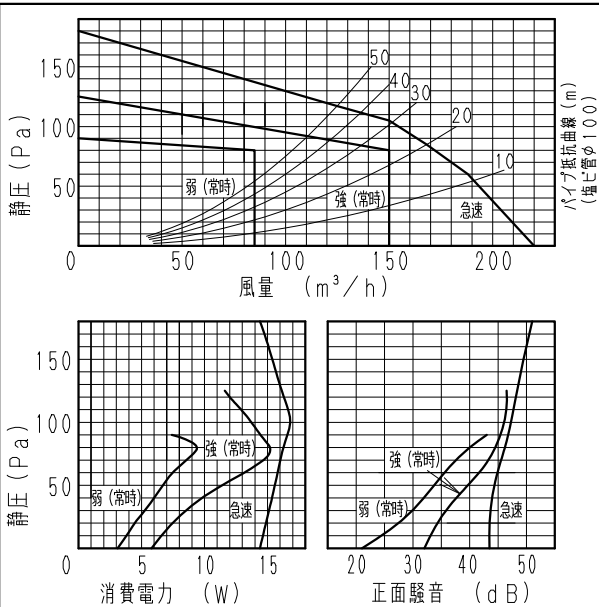 静圧 (Pa)
150
100
50
0
50
100
150
200
風量 (m³/h)
50
40
30
20
10
弱 (常時)
強 (常時)
急速
パイプ抵抗曲線 (m)
(塩ビ管φ100)
静圧 (Pa)
150
100
50
0
5
10
15
消費電力 (W)
強 (常時)
弱 (常時)
急速
20
30
40
50
正面騒音 (dB)
強 (常時)
弱 (常時)
急速